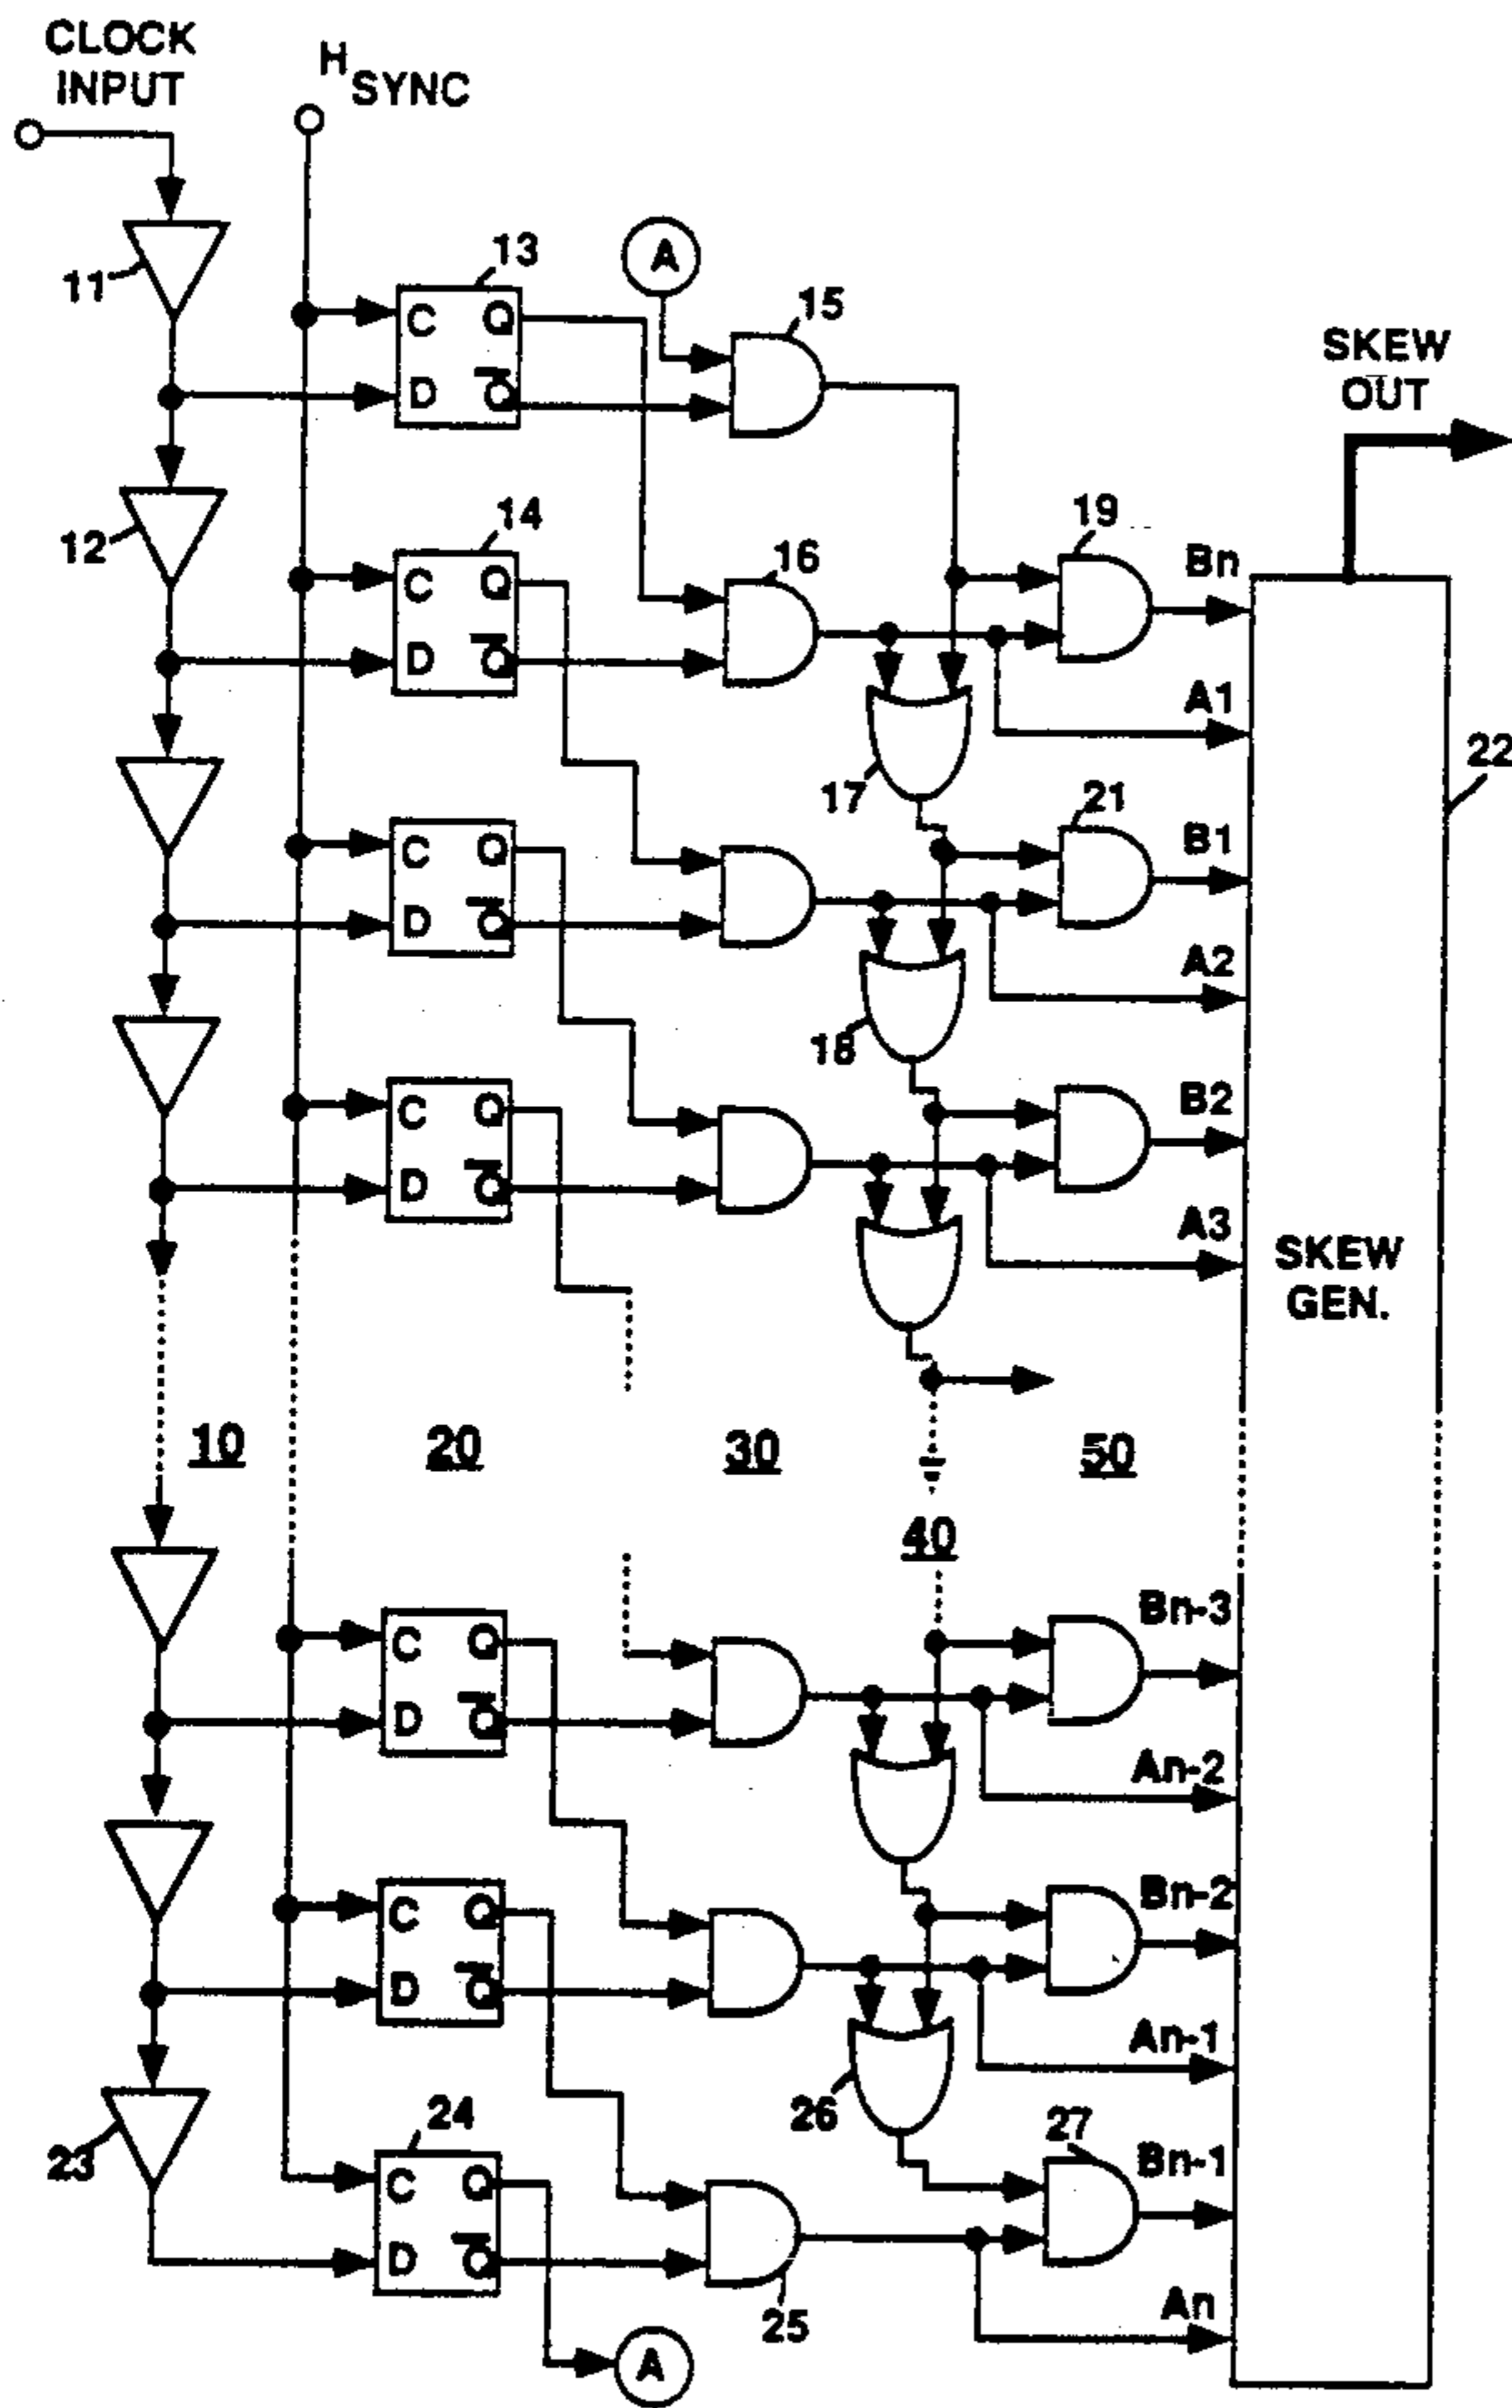 CLOCK
INPUT
H SYNC
11
13
C Q
D Q̅
A
15
SKEW
OUT
12
14
C Q
D Q̅
16
19
Bn
A1
17
22
C Q
D Q̅
21
B1
A2
18
C Q
D Q̅
B2
A3
SKEW
GEN.
10
20
30
40
50
C Q
D Q̅
Bn-3
An-2
C Q
D Q̅
Bn-2
An-1
26
23
24
C Q
D Q̅
25
27
Bn-1
An
A